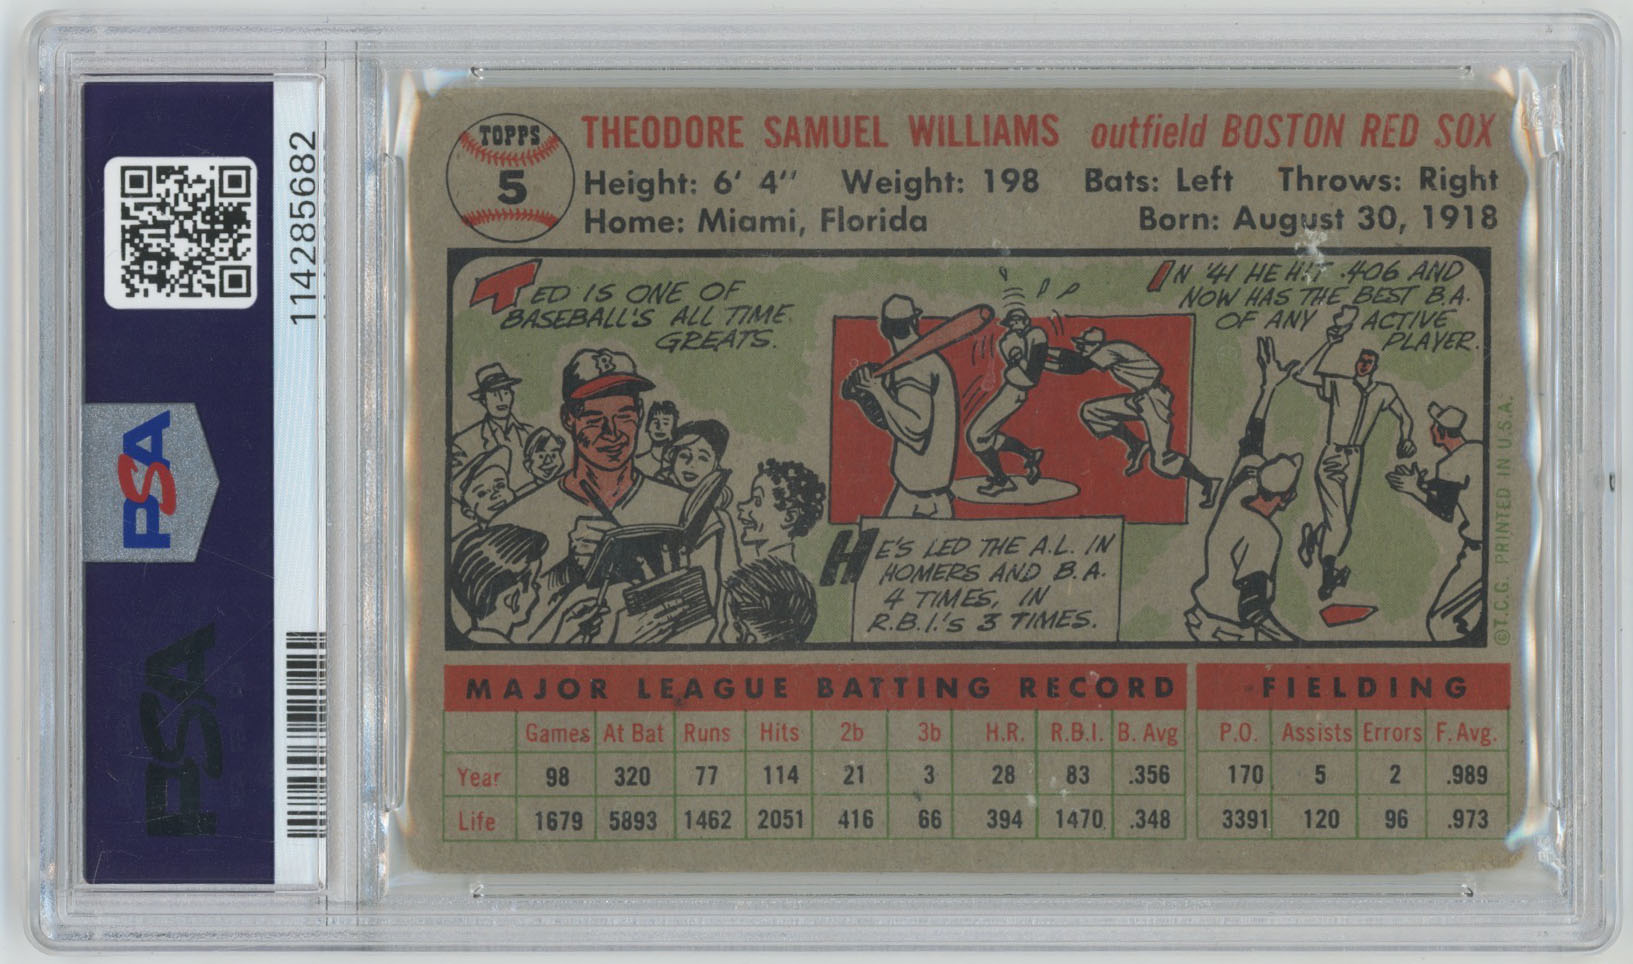 114285682
PSA
PSA
TOPPS
5
THEODORE SAMUEL WILLIAMS outfield BOSTON RED SOX
Height: 6' 4" Weight: 198 Bats: Left Throws: Right
Home: Miami, Florida Born: August 30, 1918
TED IS ONE OF
BASEBALL'S ALL TIME
GREATS.
B
HE'S LED THE A.L. IN
HOMERS AND B.A.
4 TIMES, IN
R.B.I.'S 3 TIMES.
IN '41 HE HIT .406 AND
NOW HAS THE BEST B.A.
OF ANY ACTIVE
PLAYER.
©T.C.G. PRINTED IN U.S.A.
MAJOR LEAGUE BATTING RECORD FIELDING
Games At Bat Runs Hits 2b 3b H.R. R.B.I. B. Avg P.O. Assists Errors F. Avg.
Year 98 320 77 114 21 3 28 83 .356 170 5 2 .989
Life 1679 5893 1462 2051 416 66 394 1470 .348 3391 120 96 .973